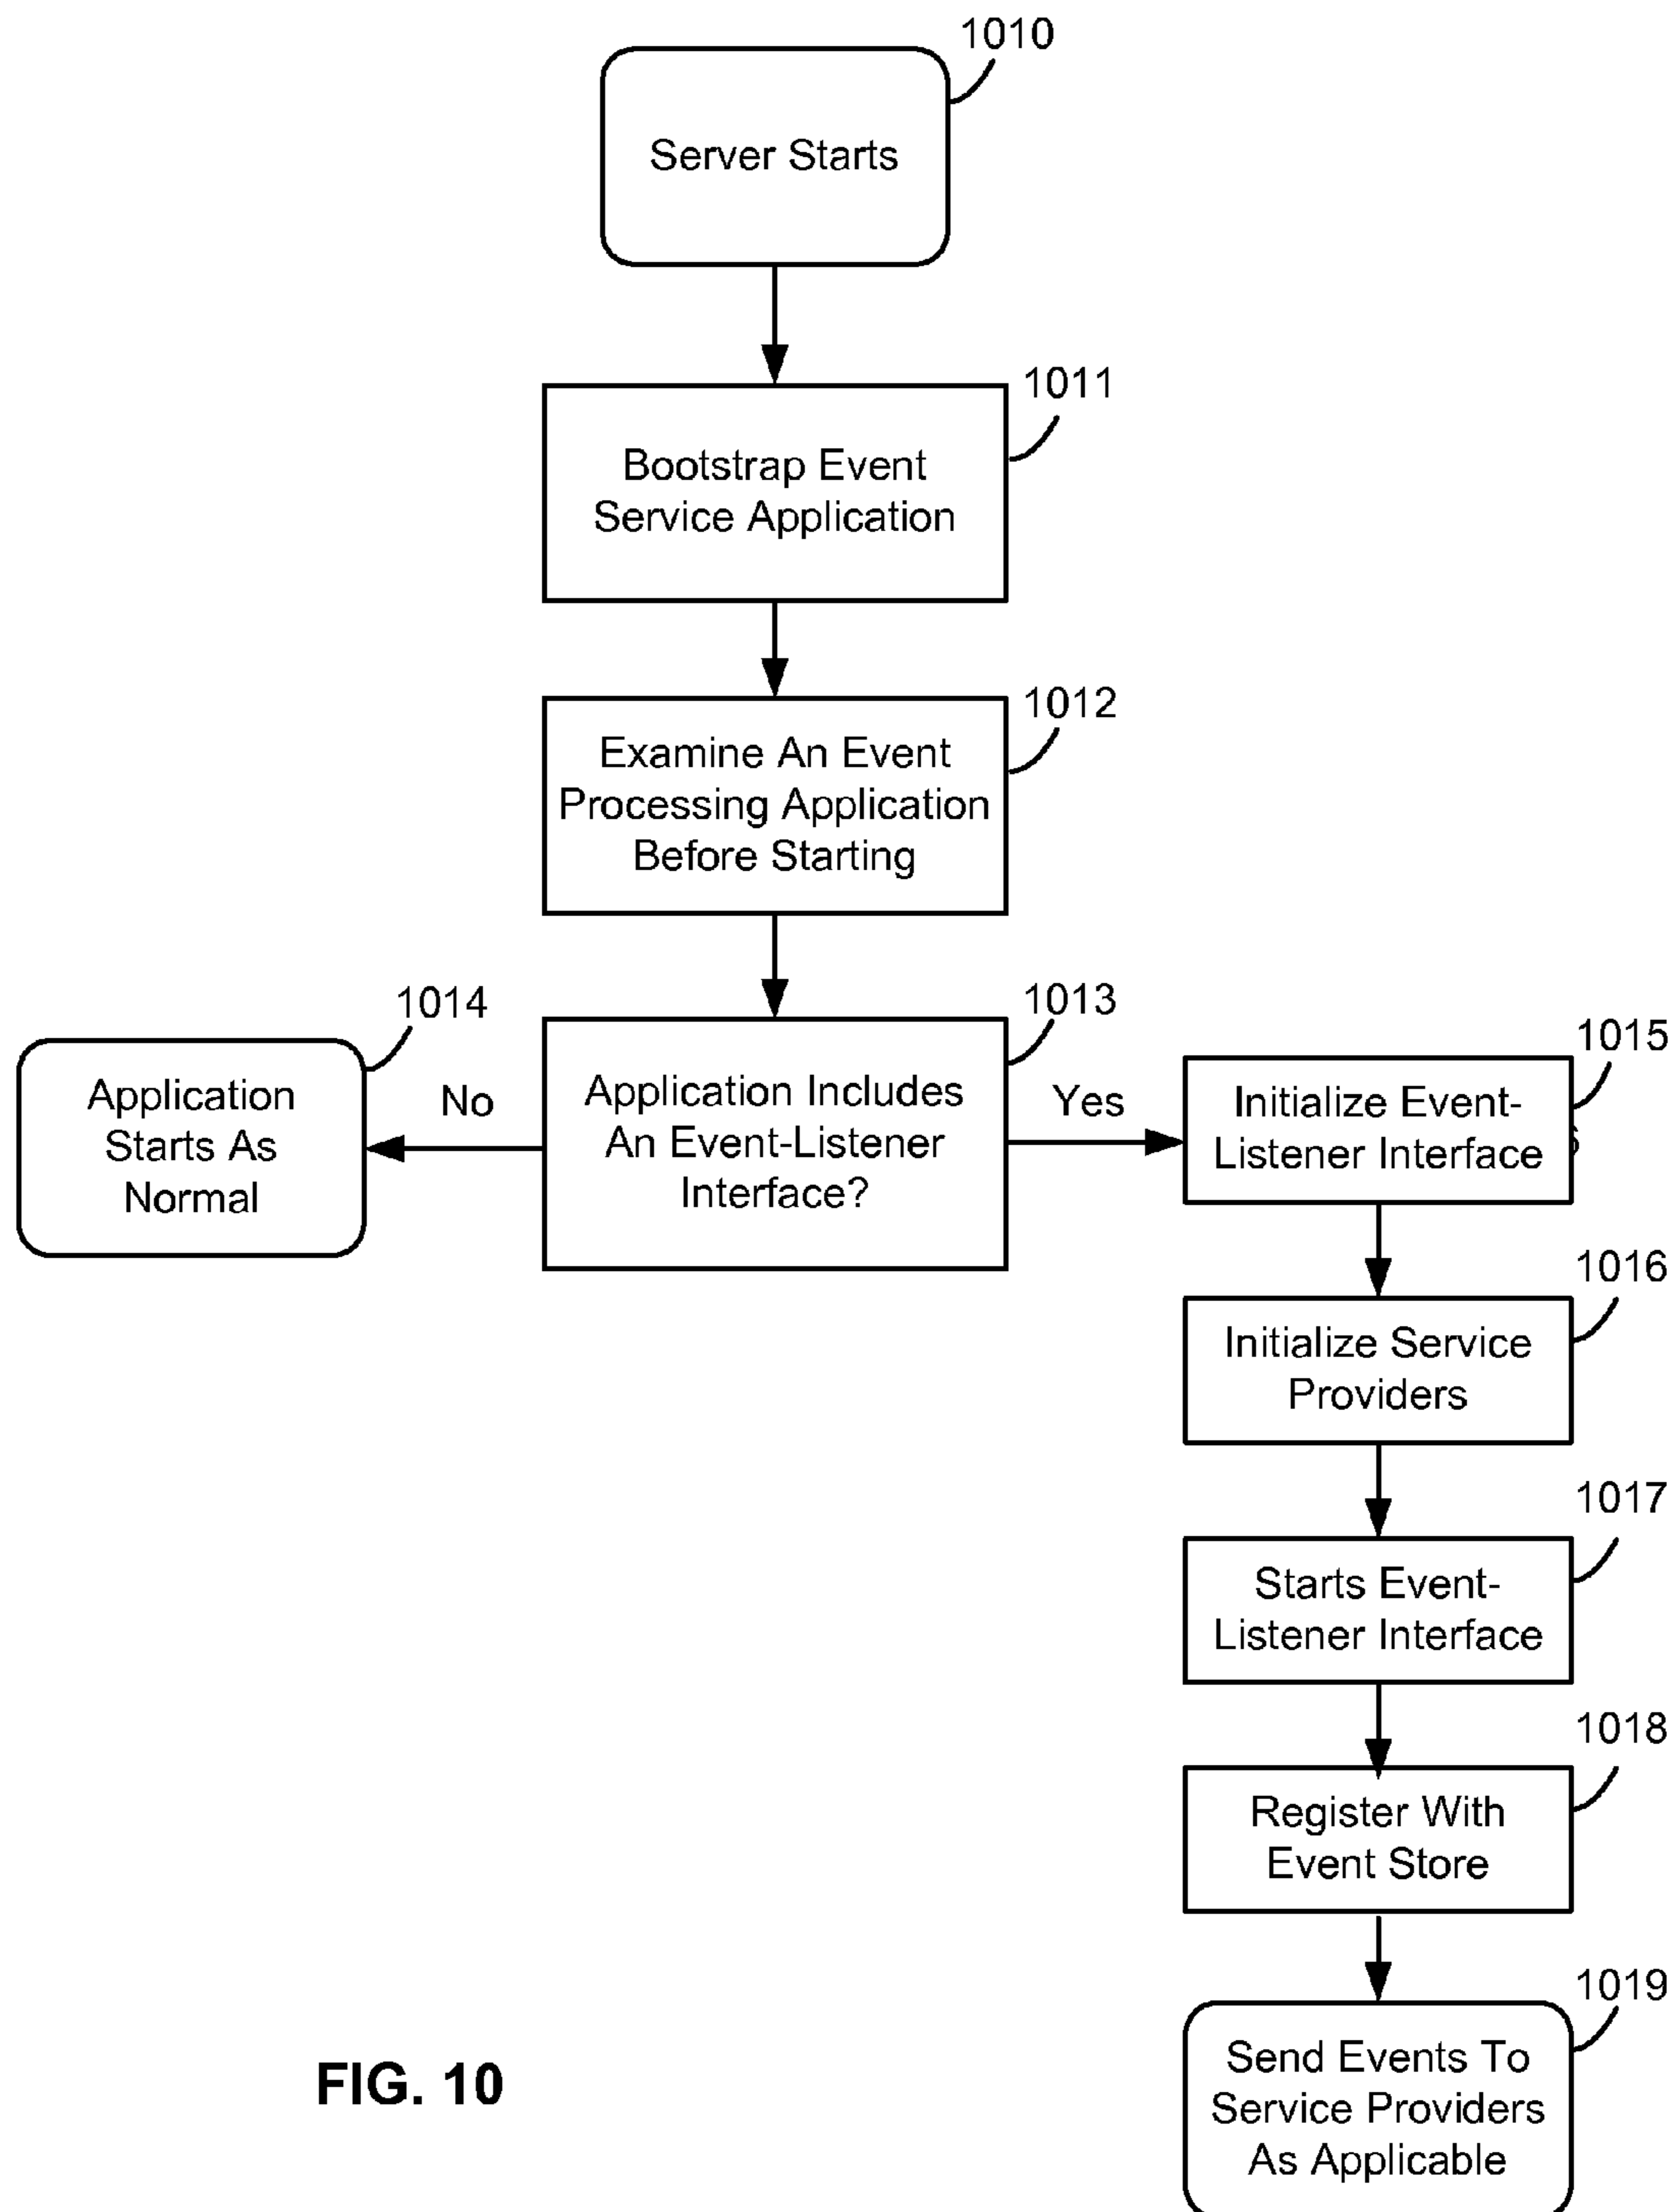 1010
Server Starts
1011
Bootstrap Event
Service Application
1012
Examine An Event
Processing Application
Before Starting
1013
Application Includes
An Event-Listener
Interface?
No
1014
Application
Starts As
Normal
Yes
1015
Initialize Event-
Listener Interface
1016
Initialize Service
Providers
1017
Starts Event-
Listener Interface
1018
Register With
Event Store
1019
Send Events To
Service Providers
As Applicable
FIG. 10